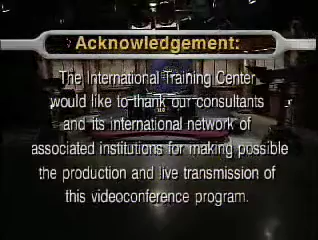 Acknowledgement:
The International Training Center
would like to thank our consultants
and its international network of
associated institutions for making possible
the production and live transmission of
this videoconference program.